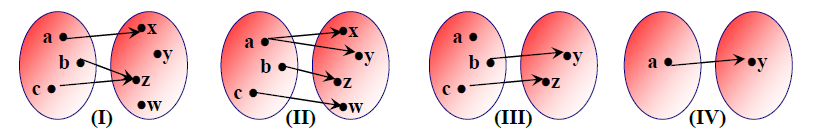 a x
b y
c z
w
(I)
a x
b y
c z
w
(II)
a
b y
c z
(III)
a y
(IV)